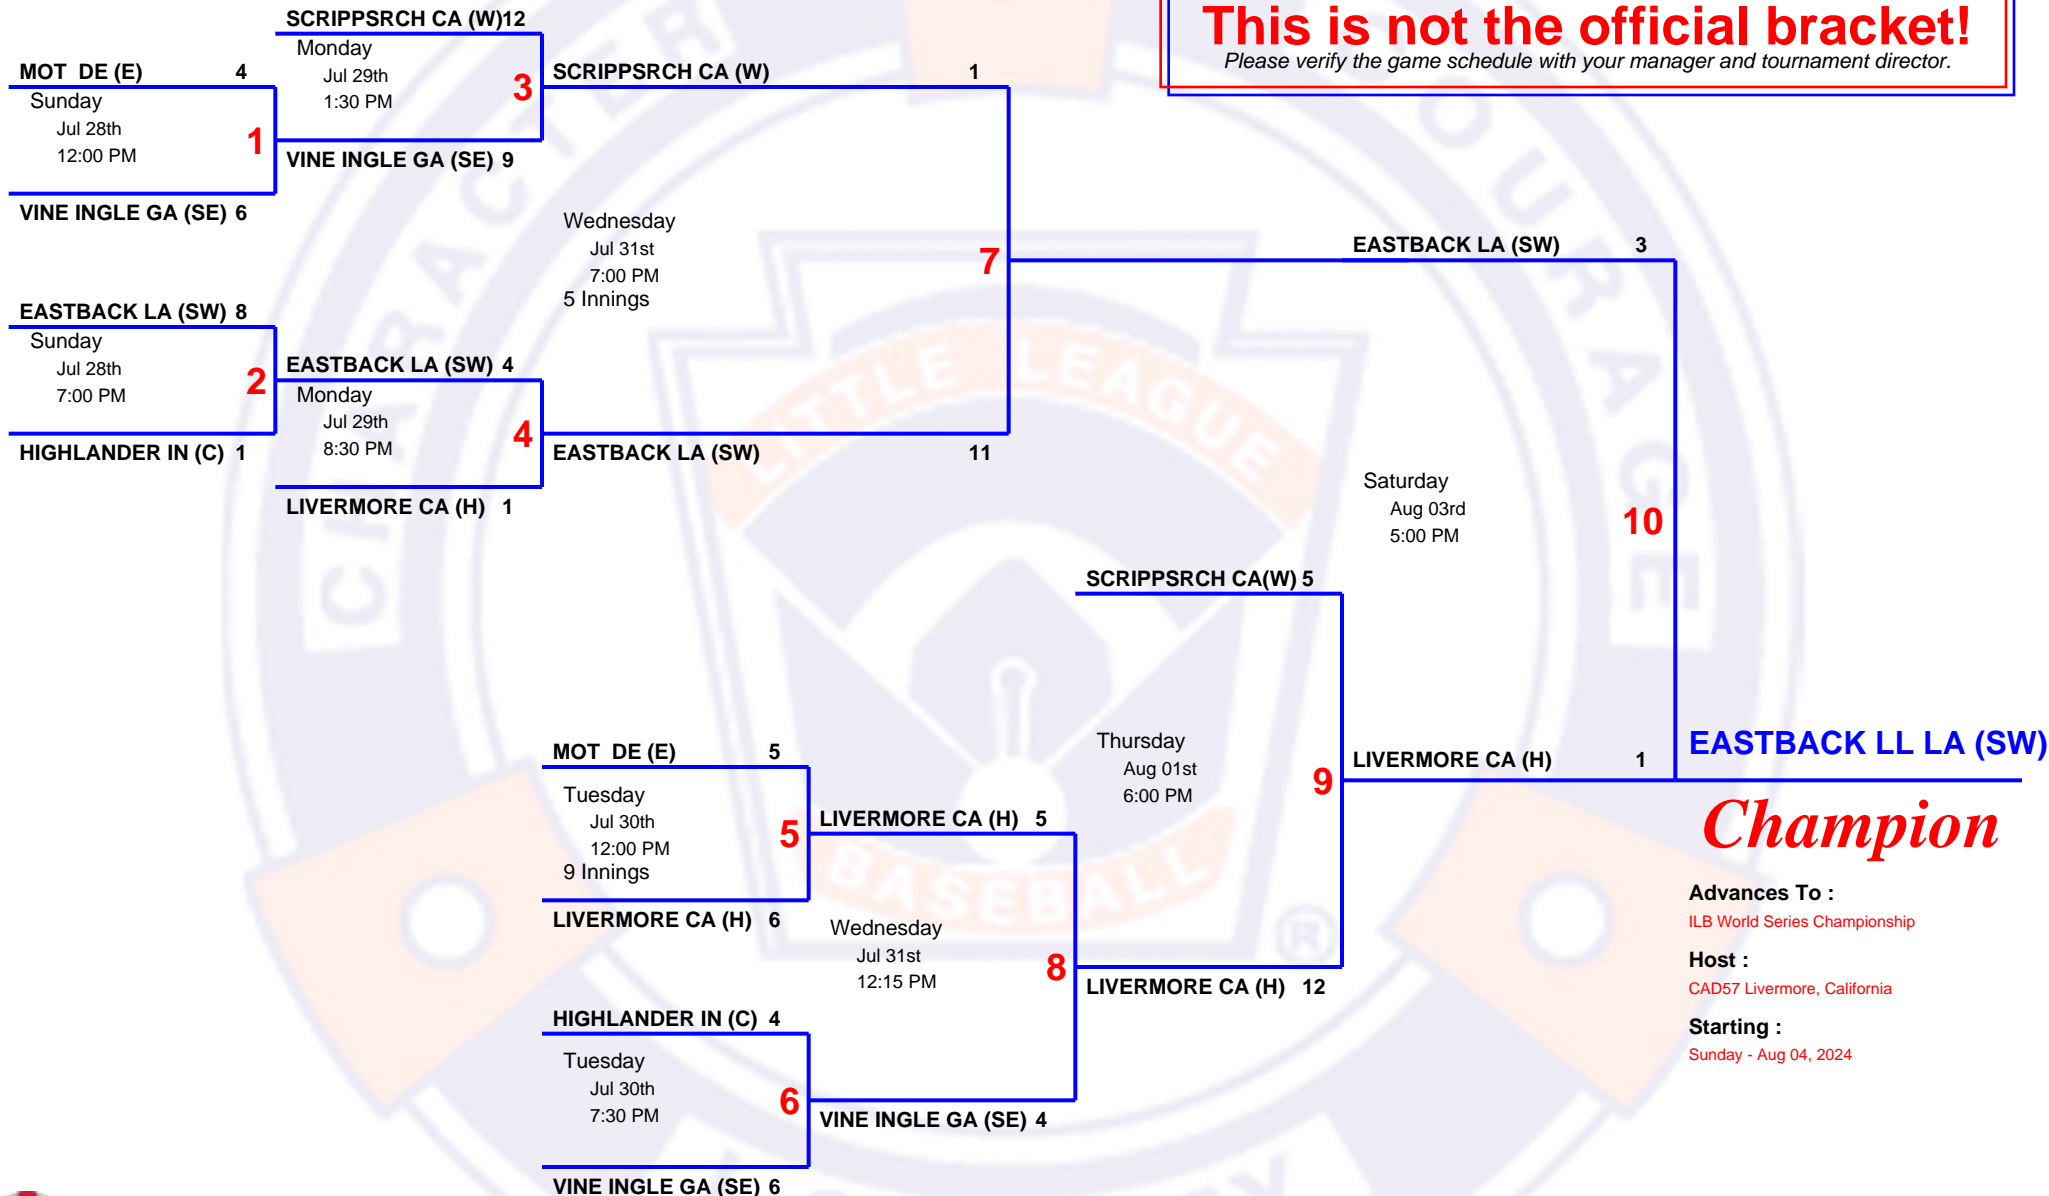 This is not the official bracket!
Please verify the game schedule with your manager and tournament director.
SCRIPPSRCH CA (W)12
Monday
Jul 29th
1:30 PM
3
VINE INGLE GA (SE) 9
MOT DE (E) 4
Sunday
Jul 28th
12:00 PM
1
VINE INGLE GA (SE) 6
SCRIPPSRCH CA (W) 1
Wednesday
Jul 31st
7:00 PM
5 Innings
7
EASTBACK LA (SW) 11
EASTBACK LA (SW) 8
Sunday
Jul 28th
7:00 PM
2
HIGHLANDER IN (C) 1
EASTBACK LA (SW) 4
Monday
Jul 29th
8:30 PM
4
LIVERMORE CA (H) 1
EASTBACK LA (SW) 3
Saturday
Aug 03rd
5:00 PM
10
LIVERMORE CA (H) 1
SCRIPPSRCH CA(W) 5
Thursday
Aug 01st
6:00 PM
9
LIVERMORE CA (H) 12
MOT DE (E) 5
Tuesday
Jul 30th
12:00 PM
9 Innings
5
LIVERMORE CA (H) 6
LIVERMORE CA (H) 5
Wednesday
Jul 31st
12:15 PM
8
VINE INGLE GA (SE) 4
HIGHLANDER IN (C) 4
Tuesday
Jul 30th
7:30 PM
6
VINE INGLE GA (SE) 6
EASTBACK LL LA (SW)
Champion
Advances To :
ILB World Series Championship
Host :
CAD57 Livermore, California
Starting :
Sunday - Aug 04, 2024
CHARACTER
COURAGE
LITTLE LEAGUE
BASEBALL
®